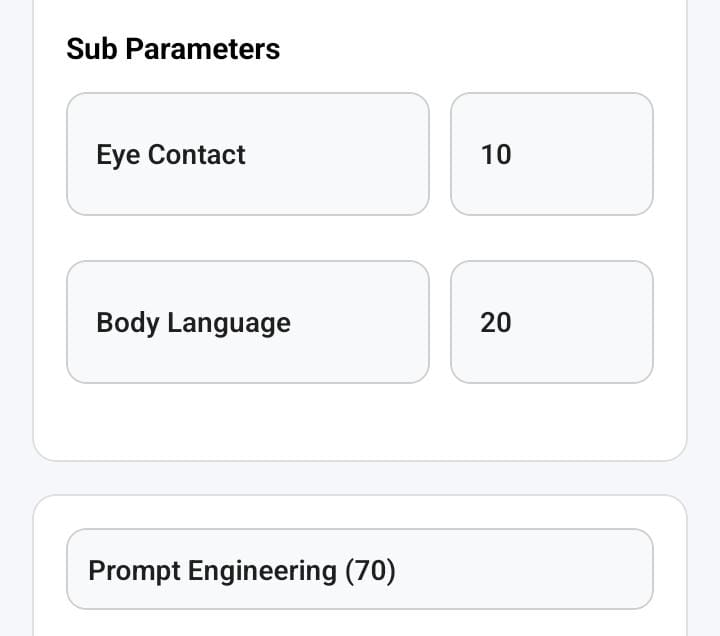 Sub Parameters
Eye Contact
10
Body Language
20
Prompt Engineering (70)